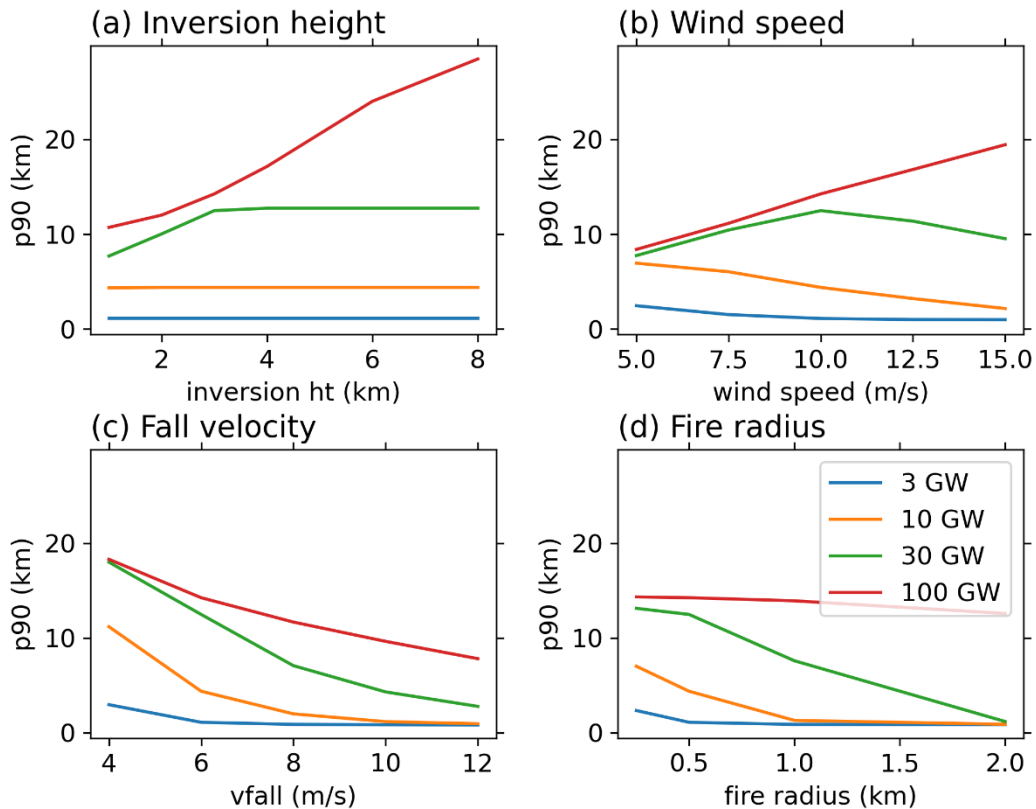 (a) Inversion height
p90 (km)
20
10
0
2 4 6 8
inversion ht (km)
(b) Wind speed
p90 (km)
20
10
0
5.0 7.5 10.0 12.5 15.0
wind speed (m/s)
(c) Fall velocity
p90 (km)
20
10
0
4 6 8 10 12
vfall (m/s)
(d) Fire radius
p90 (km)
20
10
0
0.5 1.0 1.5 2.0
fire radius (km)
3 GW
10 GW
30 GW
100 GW